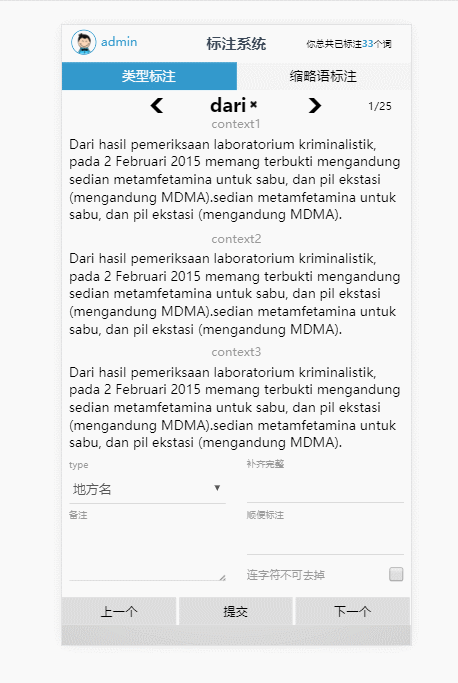 admin 标注系统 你总共已标注33个词
类型标注 缩略语标注
dari 1/25
context1
Dari hasil pemeriksaan laboratorium kriminalistik,
pada 2 Februari 2015 memang terbukti mengandung
sedian metamfetamina untuk sabu, dan pil ekstasi
(mengandung MDMA).sedian metamfetamina untuk
sabu, dan pil ekstasi (mengandung MDMA).
context2
Dari hasil pemeriksaan laboratorium kriminalistik,
pada 2 Februari 2015 memang terbukti mengandung
sedian metamfetamina untuk sabu, dan pil ekstasi
(mengandung MDMA).sedian metamfetamina untuk
sabu, dan pil ekstasi (mengandung MDMA).
context3
Dari hasil pemeriksaan laboratorium kriminalistik,
pada 2 Februari 2015 memang terbukti mengandung
sedian metamfetamina untuk sabu, dan pil ekstasi
(mengandung MDMA).sedian metamfetamina untuk
sabu, dan pil ekstasi (mengandung MDMA).
type 补齐完整
地方名
备注 顺便标注
连字符不可去掉
上一个 提交 下一个